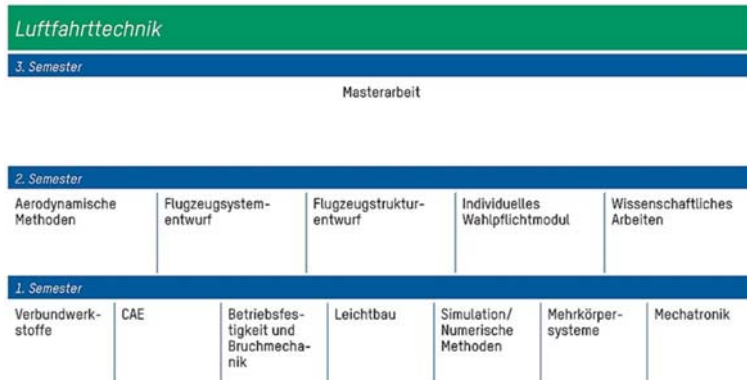 Luftfahrttechnik
3. Semester
Masterarbeit
2. Semester
Aerodynamische
Methoden
Flugzeugsystem-
entwurf
Flugzeugstruktur-
entwurf
Individuelles
Wahlpflichtmodul
Wissenschaftliches
Arbeiten
1. Semester
Verbundwerk-
stoffe
CAE
Betriebsfes-
tigkeit und
Bruchmecha-
nik
Leichtbau
Simulation/
Numerische
Methoden
Mehrkörper-
systeme
Mechatronik